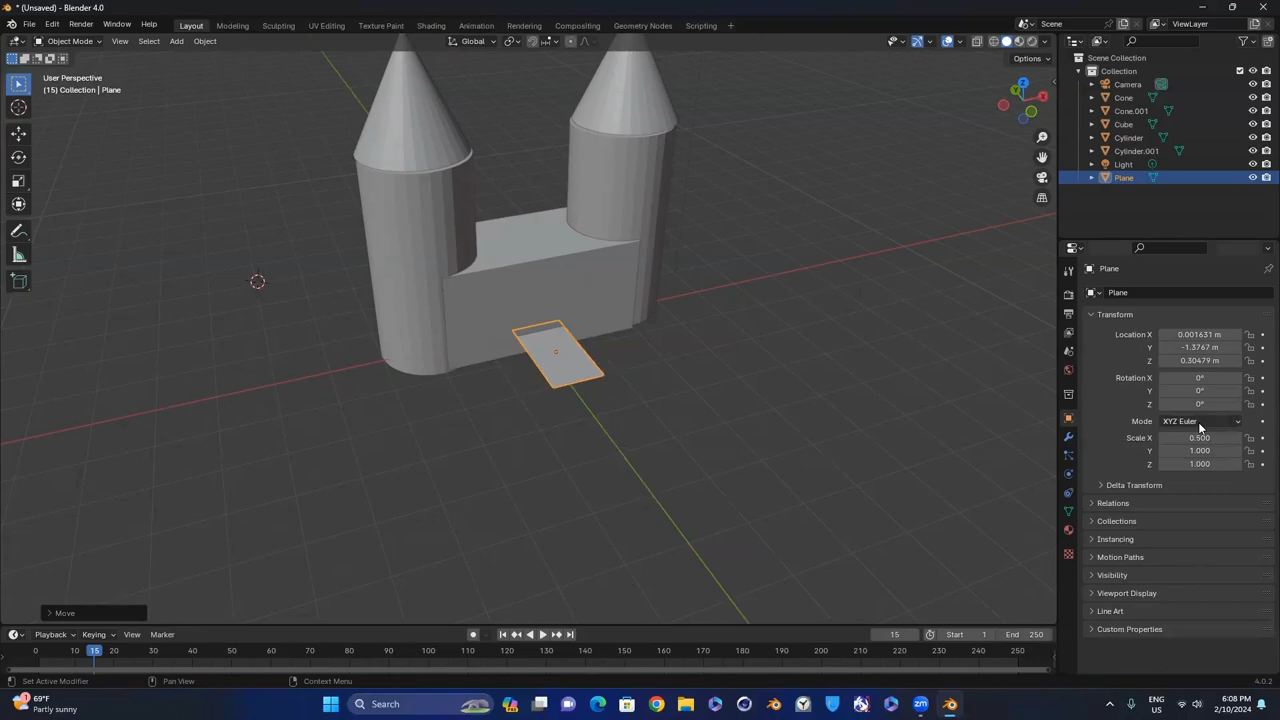 * (Unsaved) - Blender 4.0
File Edit Render Window Help Layout Modeling Sculpting UV Editing Texture Paint Shading Animation Rendering Compositing Geometry Nodes Scripting + Scene ViewLayer
Object Mode View Select Add Object Global
Options
User Perspective
(15) Collection | Plane
Z
X
Y
Scene Collection
Collection
Camera
Cone
Cone.001
Cube
Cylinder
Cylinder.001
Light
Plane
Plane
Plane
Transform
Location X 0.001631 m
Y -1.3767 m
Z 0.30479 m
Rotation X 0°
Y 0°
Z 0°
Mode XYZ Euler
Scale X 0.500
Y 1.000
Z 1.000
Delta Transform
Relations
Collections
Instancing
Motion Paths
Visibility
Viewport Display
Line Art
Custom Properties
Move
Playback Keying View Marker 15 Start 1 End 250
0 10 15 20 30 40 50 60 70 80 90 100 110 120 130 140 150 160 170 180 190 200 210 220 230 240 250
Set Active Modifier Pan View Context Menu 4.0.2
1
69°F
Partly sunny
Search
zm
ENG
US
6:08 PM
2/10/2024